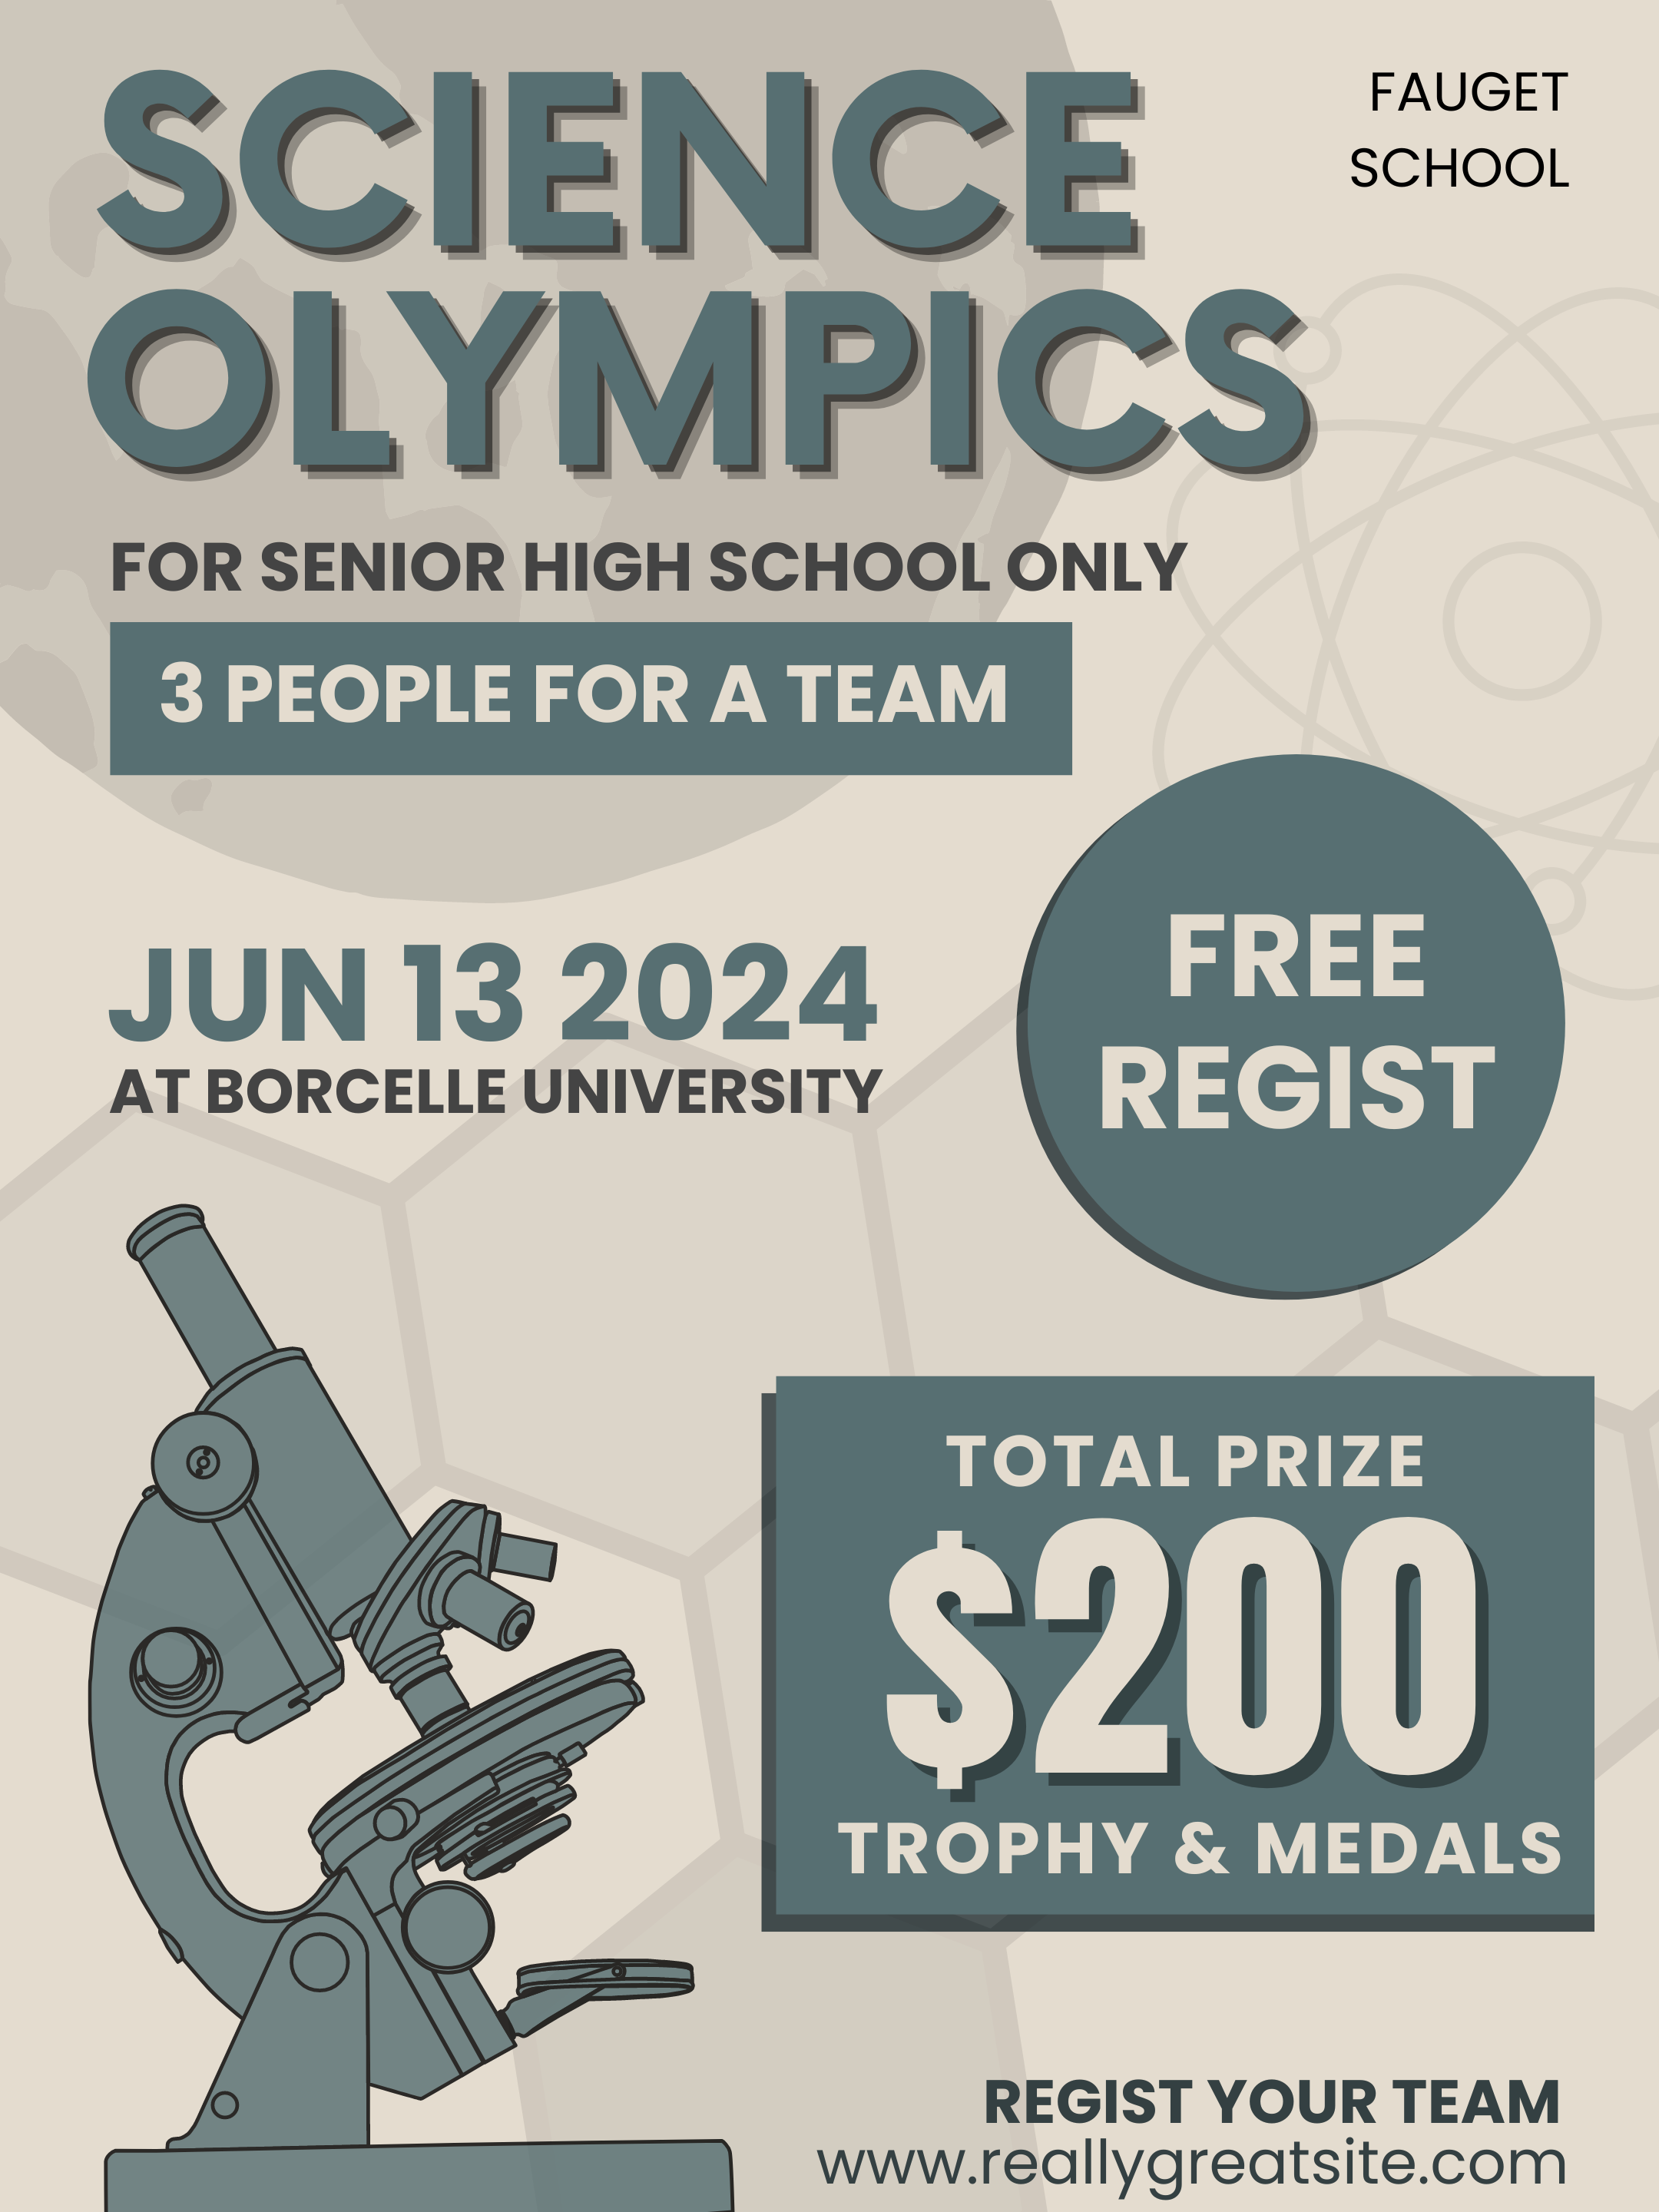 SCIENCE
OLYMPICS
FAUGET
SCHOOL
FOR SENIOR HIGH SCHOOL ONLY
3 PEOPLE FOR A TEAM
JUN 13 2024
AT BORCELLE UNIVERSITY
FREE
REGIST
TOTAL PRIZE
$200
TROPHY & MEDALS
REGIST YOUR TEAM
www.reallygreatsite.com